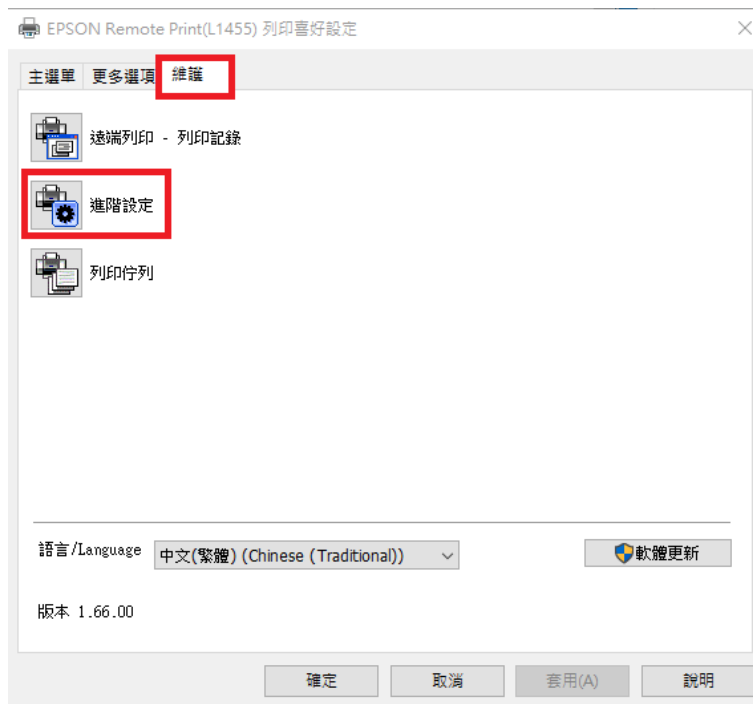 EPSON Remote Print(L1455) 列印喜好設定
主選單 更多選項 維護
遠端列印 - 列印記錄
進階設定
列印佇列
語言/Language 中文(繁體) (Chinese (Traditional)) 軟體更新
版本 1.66.00
確定 取消 套用(A) 說明